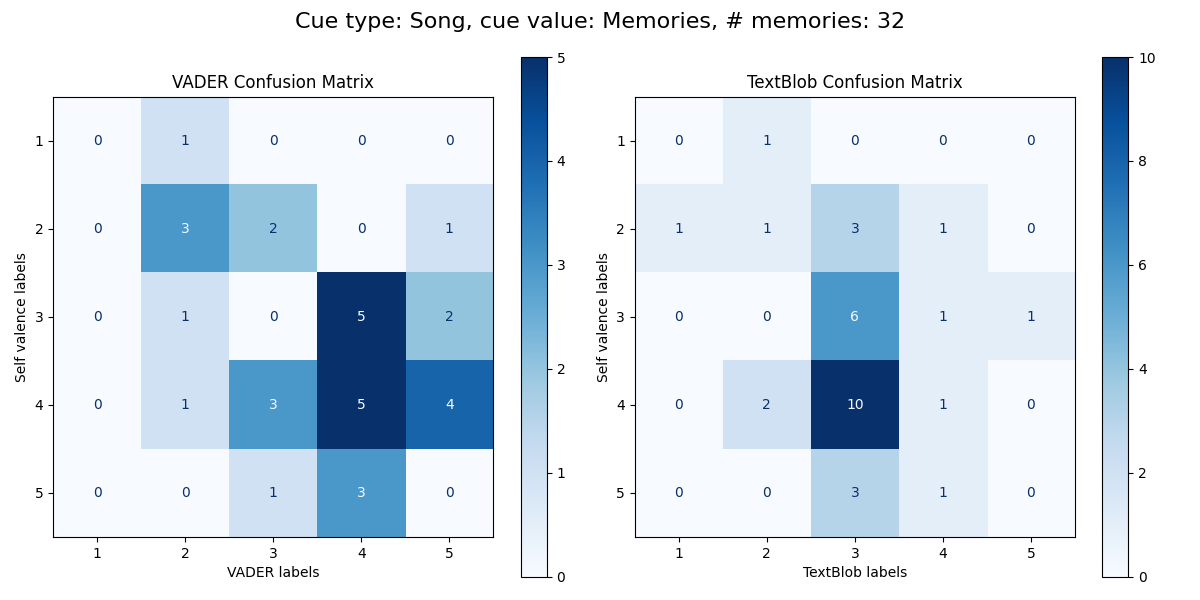 Cue type: Song, cue value: Memories, # memories: 32
VADER Confusion Matrix
1 0 1 0 0 0
2 0 3 2 0 1
3 0 1 0 5 2
4 0 1 3 5 4
5 0 0 1 3 0
1 2 3 4 5
VADER labels
Self valence labels
5
4
3
2
1
0
TextBlob Confusion Matrix
1 0 1 0 0 0
2 1 1 3 1 0
3 0 0 6 1 1
4 0 2 10 1 0
5 0 0 3 1 0
1 2 3 4 5
TextBlob labels
Self valence labels
10
8
6
4
2
0